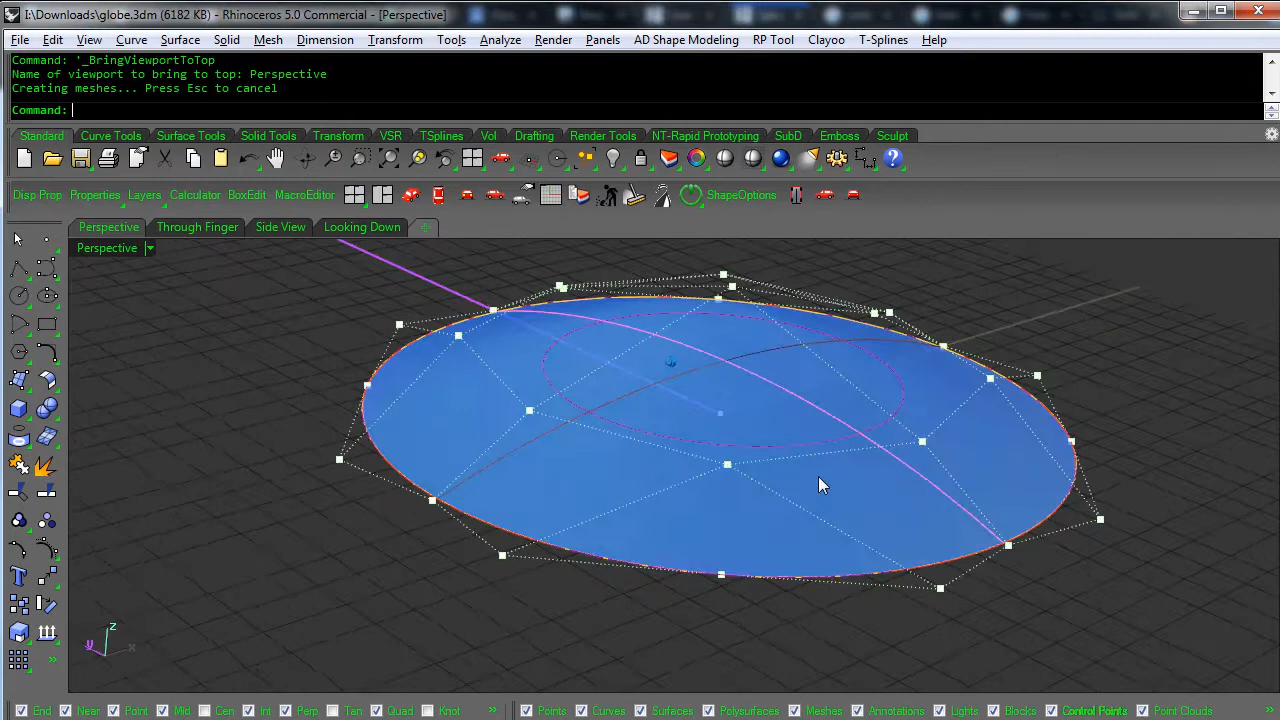 I:\Downloads\globe.3dm (6182 KB) - Rhinoceros 5.0 Commercial - [Perspective]
File Edit View Curve Surface Solid Mesh Dimension Transform Tools Analyze Render Panels AD Shape Modeling RP Tool Clayoo T-Splines Help
Command: '_BringViewportToTop
Name of viewport to bring to top: Perspective
Creating meshes... Press Esc to cancel
Command:
Standard Curve Tools Surface Tools Solid Tools Transform VSR TSplines Vol Drafting Render Tools NT-Rapid Prototyping SubD Emboss Sculpt
Disp Prop Properties Layers Calculator BoxEdit MacroEditor ShapeOptions
Perspective Through Finger Side View Looking Down
Perspective
z
y x
End Near Point Mid Cen Int Perp Tan Quad Knot » Points Curves Surfaces Polysurfaces Meshes Annotations Lights Blocks Control Points Point Clouds »